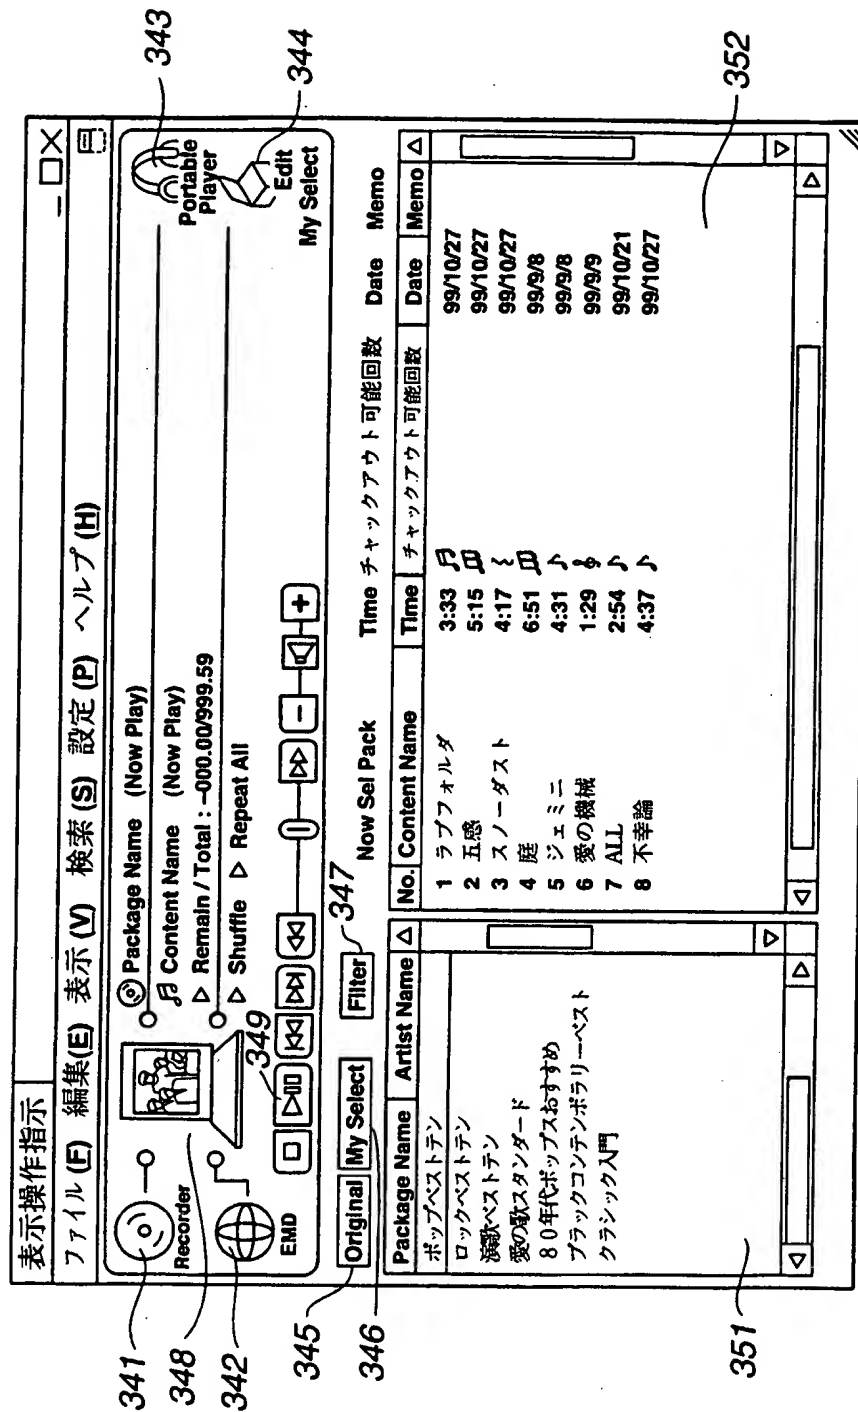 表示操作指示
ファイル(F) 編集(E) 表示(V) 検索(S) 設定(P) ヘルプ(H)
341
348
342
343
344
Recorder
EMD
Package Name (Now Play)
Content Name (Now Play)
Remain / Total : –000.00/999.59
Shuffle ▷ Repeat All
349
Portable
Player
Edit
My Select
345
346
347
Original
My Select
Filter
Now Sel Pack Time チャックアウト可能回数 Date Memo
Package Name Artist Name
ポップベストテン
ロックベストテン
演歌ベストテン
愛の歌スタンダード
80年代ポップスおすすめ
ブラックコンテンポラリーベスト
クラシック入門
351
No. Content Name Time チャックアウト可能回数 Date Memo
1 ラブフォルダ 3:33 99/10/27
2 五感 5:15 99/10/27
3 スノーダスト 4:17 99/10/27
4 庭 6:51 99/9/8
5 ジェミニ 4:31 99/9/8
6 愛の機械 1:29 99/9/9
7 ALL 2:54 99/10/21
8 不幸論 4:37 99/10/27
352